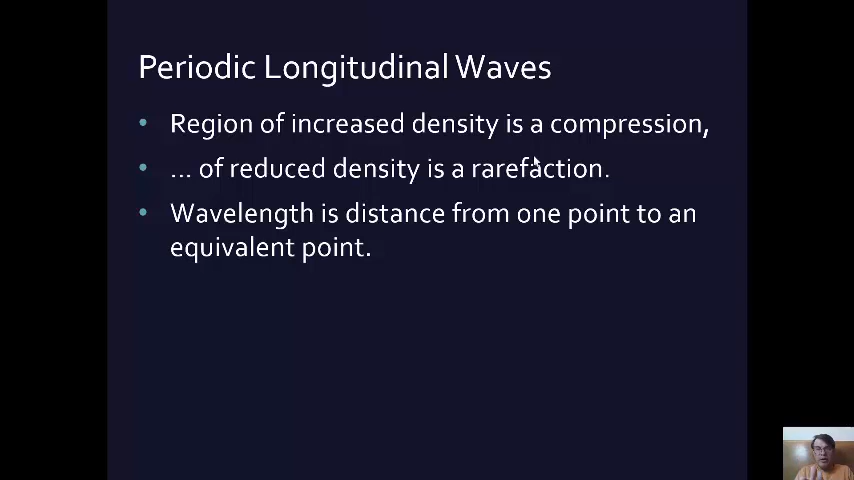 Periodic Longitudinal Waves
• Region of increased density is a compression,
• ... of reduced density is a rarefaction.
• Wavelength is distance from one point to an
equivalent point.